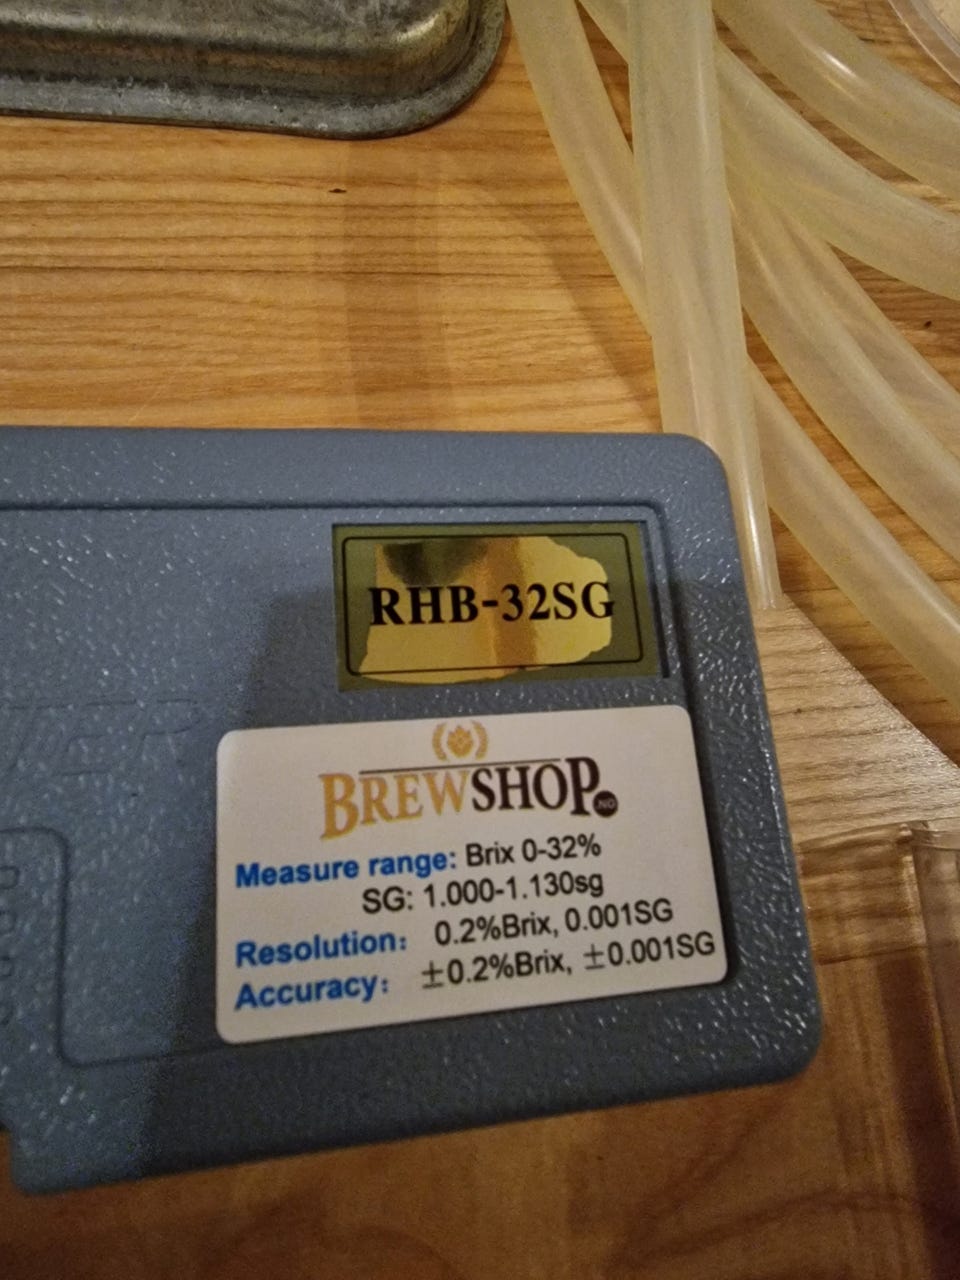 RHB-32SG
BREWSHOP.NO
Measure range: Brix 0-32%
SG: 1.000-1.130sg
Resolution: 0.2%Brix, 0.001SG
Accuracy: ±0.2%Brix, ±0.001SG